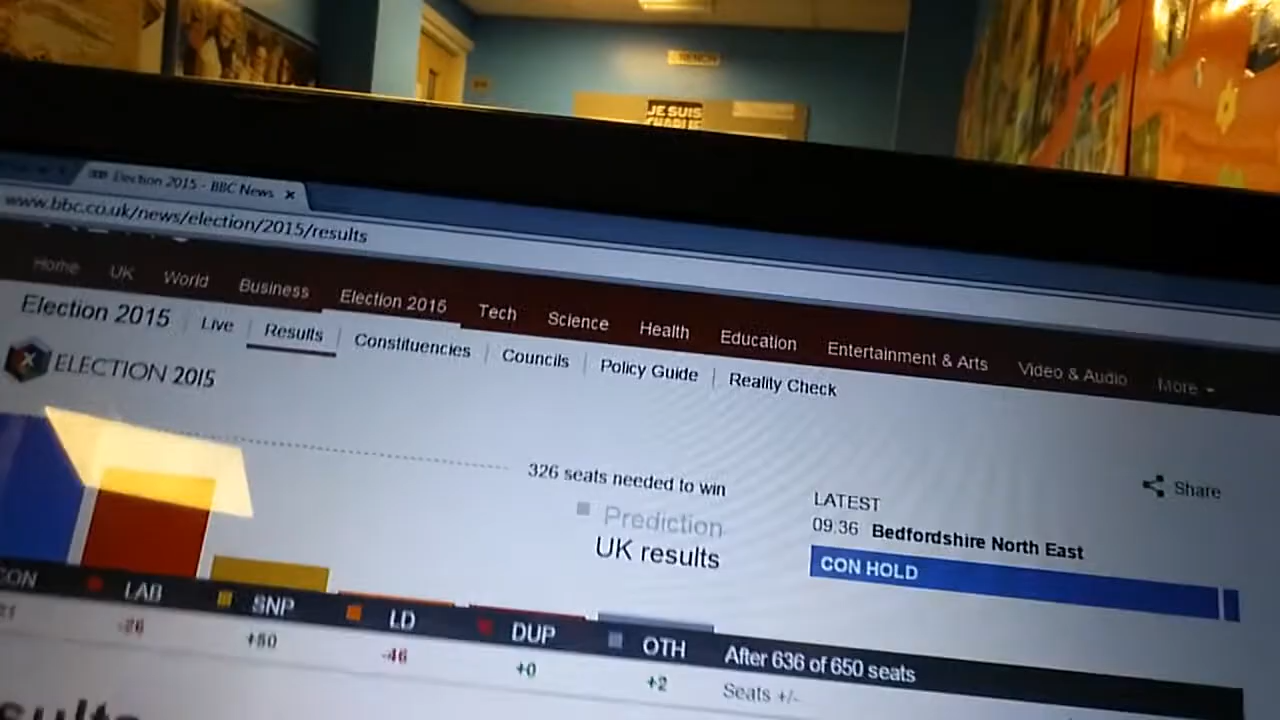 FRENCH
JE SUIS
CHARLIE
Election 2015 - BBC News
www.bbc.co.uk/news/election/2015/results
Home UK World Business Election 2015 Tech Science Health Education Entertainment & Arts Video & Audio More
Election 2015 Live Results Constituencies Councils Policy Guide Reality Check
ELECTION 2015
Share
326 seats needed to win
Prediction
UK results
LATEST
09:36 Bedfordshire North East
CON HOLD
CON LAB SNP LD DUP OTH After 636 of 650 seats
-26 +50 -46 +0 +2 Seats +/-